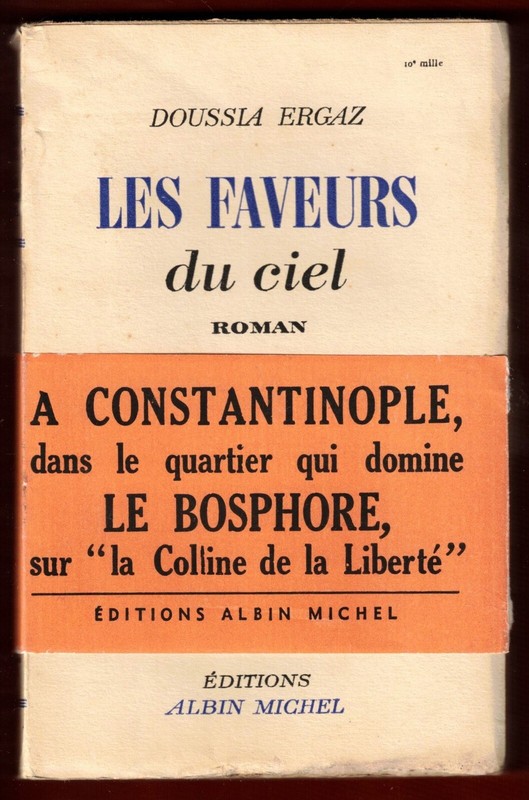 10ᵉ mille
DOUSSIA ERGAZ
LES FAVEURS
du ciel
ROMAN
A CONSTANTINOPLE,
dans le quartier qui domine
LE BOSPHORE,
sur “la Colline de la Liberté”
ÉDITIONS ALBIN MICHEL
ÉDITIONS
ALBIN MICHEL